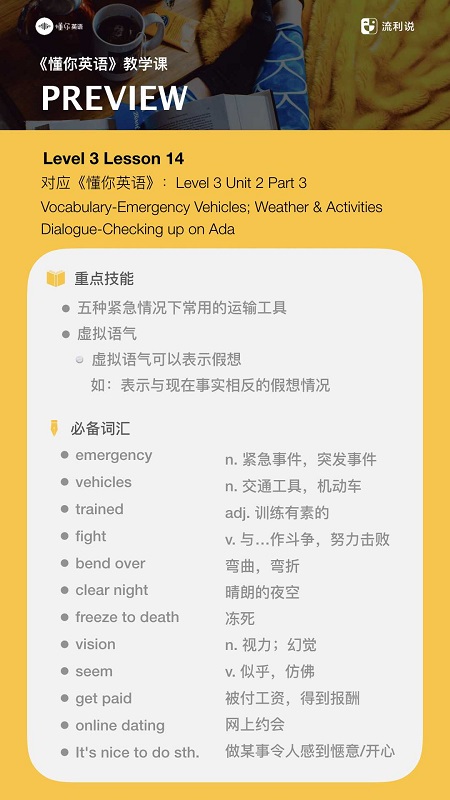 懂你英语
流利说
《懂你英语》教学课
PREVIEW
Level 3 Lesson 14
对应《懂你英语》：Level 3 Unit 2 Part 3
Vocabulary-Emergency Vehicles; Weather & Activities
Dialogue-Checking up on Ada
重点技能
五种紧急情况下常用的运输工具
虚拟语气
虚拟语气可以表示假想
如：表示与现在事实相反的假想情况
必备词汇
emergency n. 紧急事件，突发事件
vehicles n. 交通工具，机动车
trained adj. 训练有素的
fight v. 与…作斗争，努力击败
bend over 弯曲，弯折
clear night 晴朗的夜空
freeze to death 冻死
vision n. 视力；幻觉
seem v. 似乎，仿佛
get paid 被付工资，得到报酬
online dating 网上约会
It's nice to do sth. 做某事令人感到惬意/开心